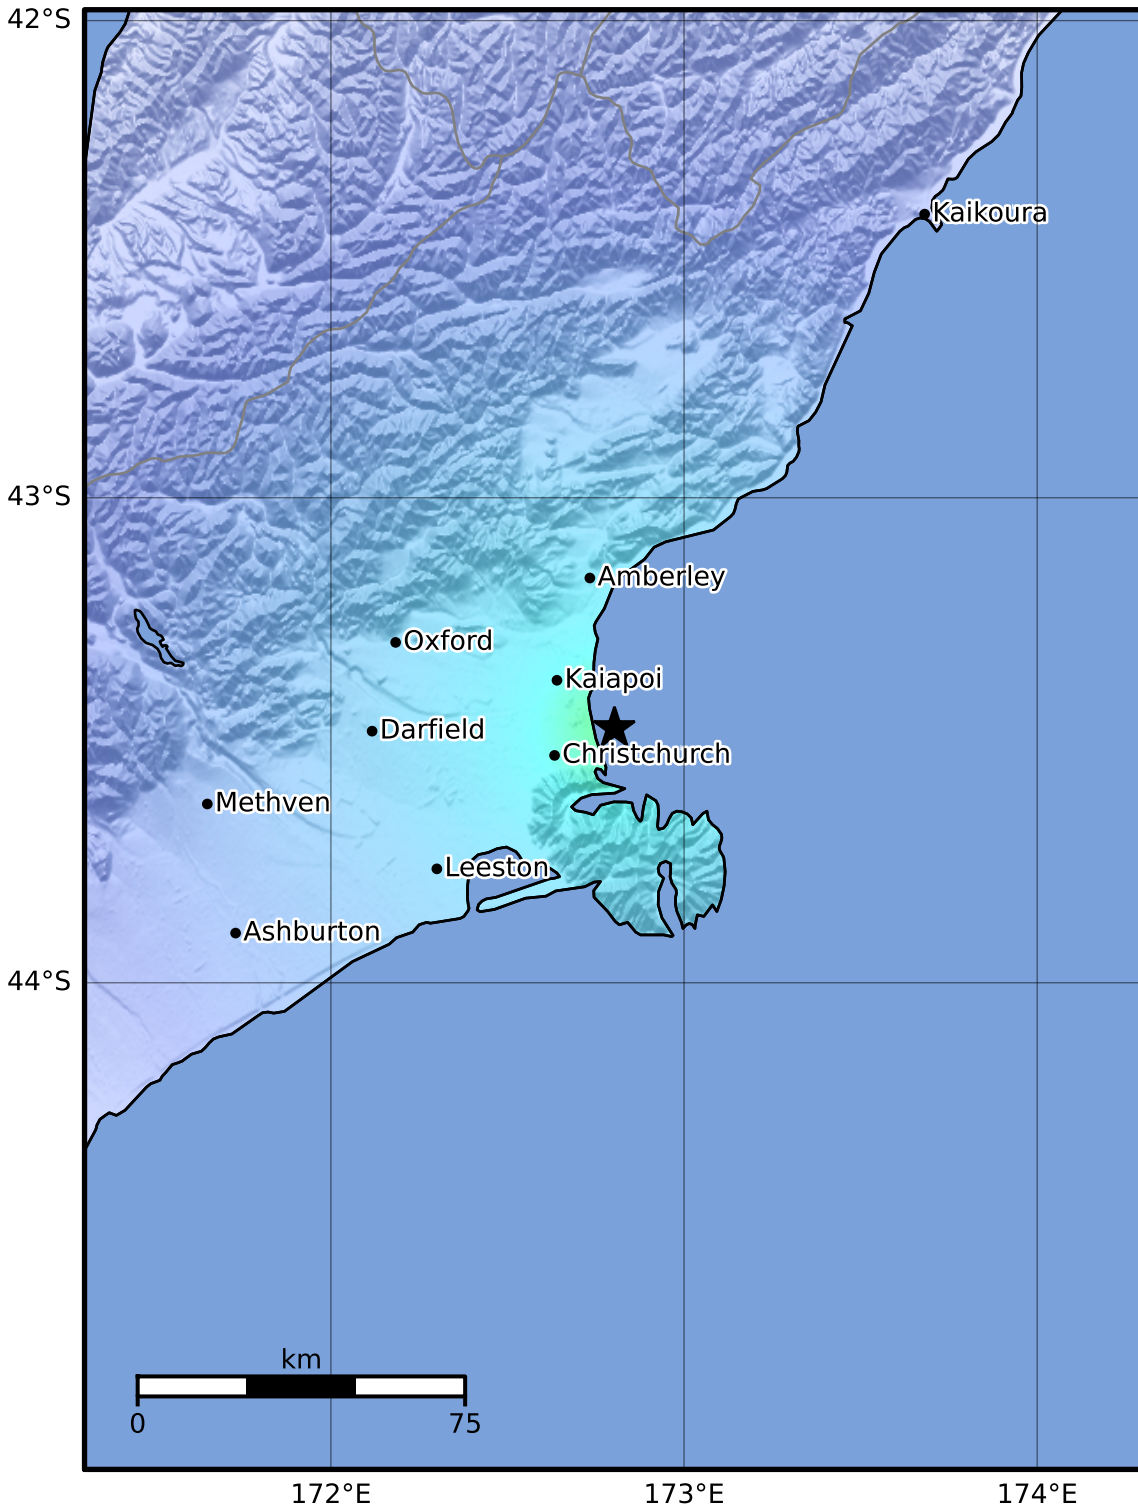 42°S
Kaikoura
43°S
Amberley
Oxford
Kaiapoi
Darfield
Christchurch
Methven
Leeston
Ashburton
44°S
km
0 75
172°E 173°E 174°E